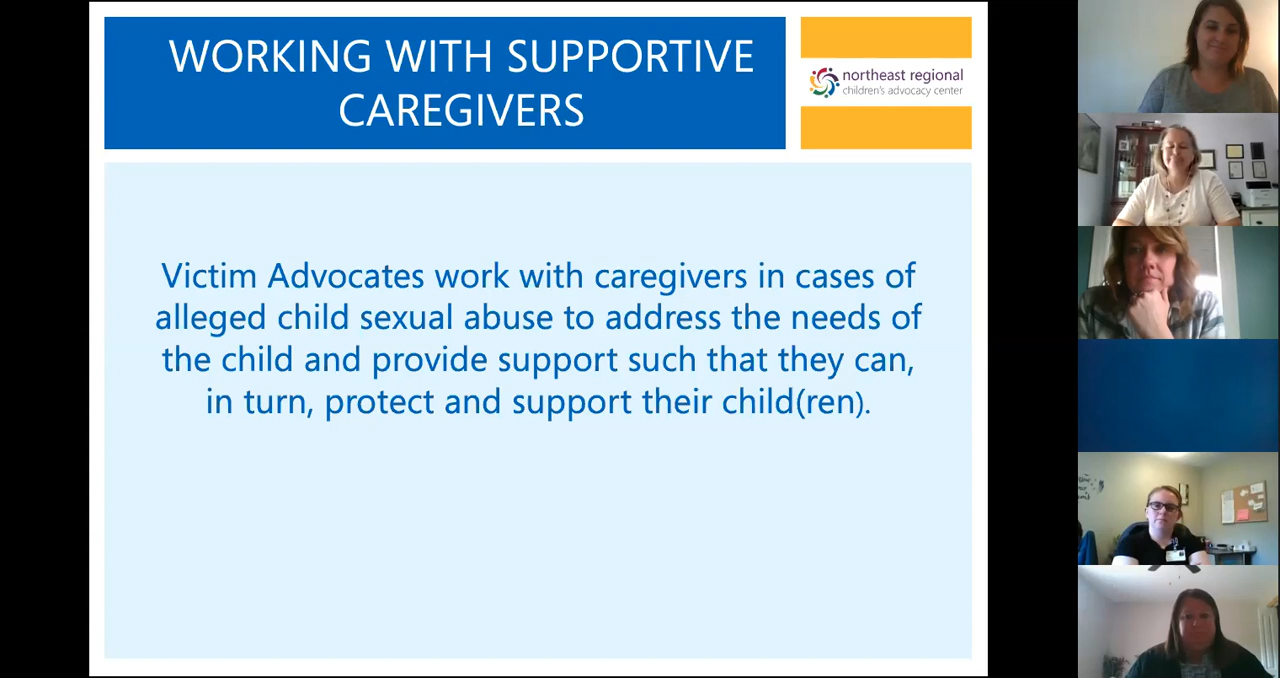 WORKING WITH SUPPORTIVE
CAREGIVERS
northeast regional
children's advocacy center
Victim Advocates work with caregivers in cases of
alleged child sexual abuse to address the needs of
the child and provide support such that they can,
in turn, protect and support their child(ren).